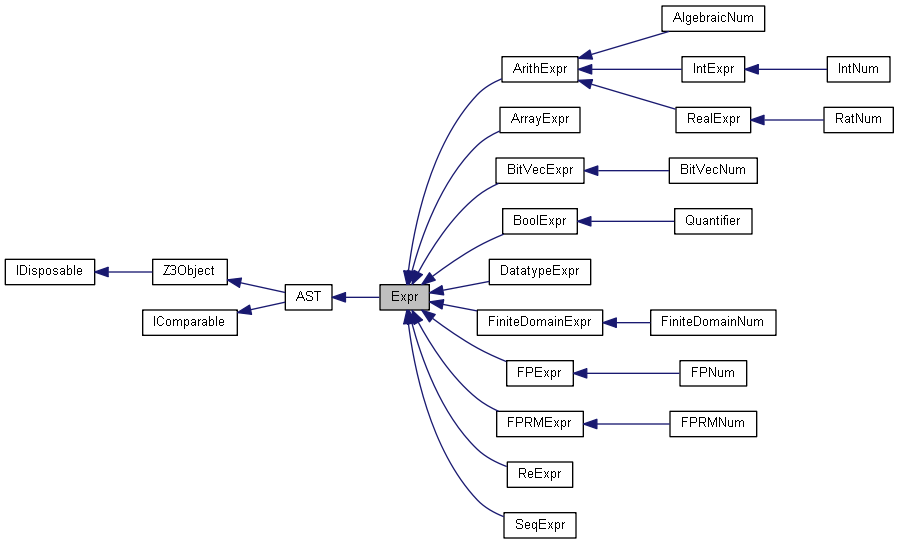 AlgebraicNum
ArithExpr
IntExpr
IntNum
RealExpr
RatNum
ArrayExpr
BitVecExpr
BitVecNum
BoolExpr
Quantifier
IDisposable
Z3Object
DatatypeExpr
AST
Expr
IComparable
FiniteDomainExpr
FiniteDomainNum
FPExpr
FPNum
FPRMExpr
FPRMNum
ReExpr
SeqExpr